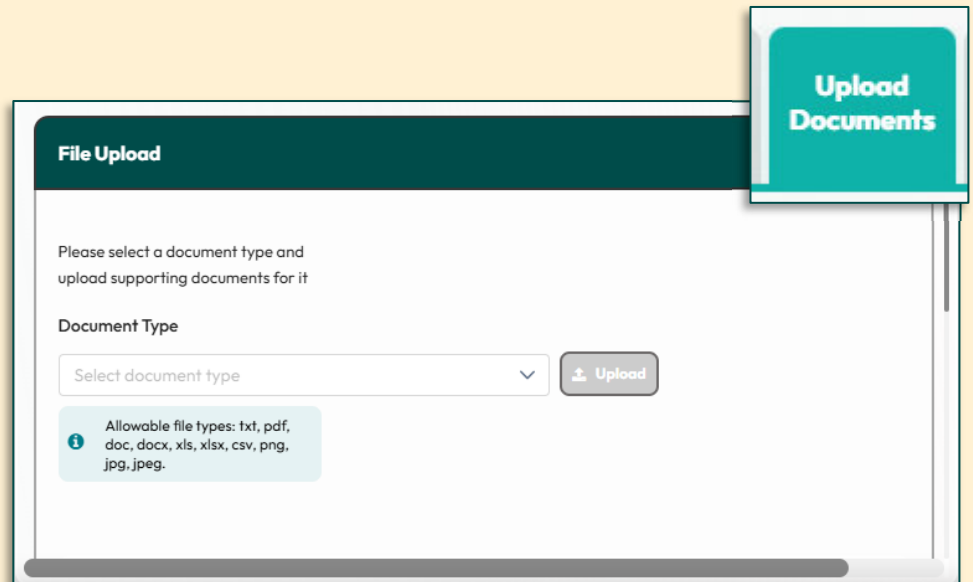 Upload
Documents
File Upload
Please select a document type and
upload supporting documents for it
Document Type
Select document type
Upload
Allowable file types: txt, pdf,
doc, docx, xls, xlsx, csv, png,
jpg, jpeg.